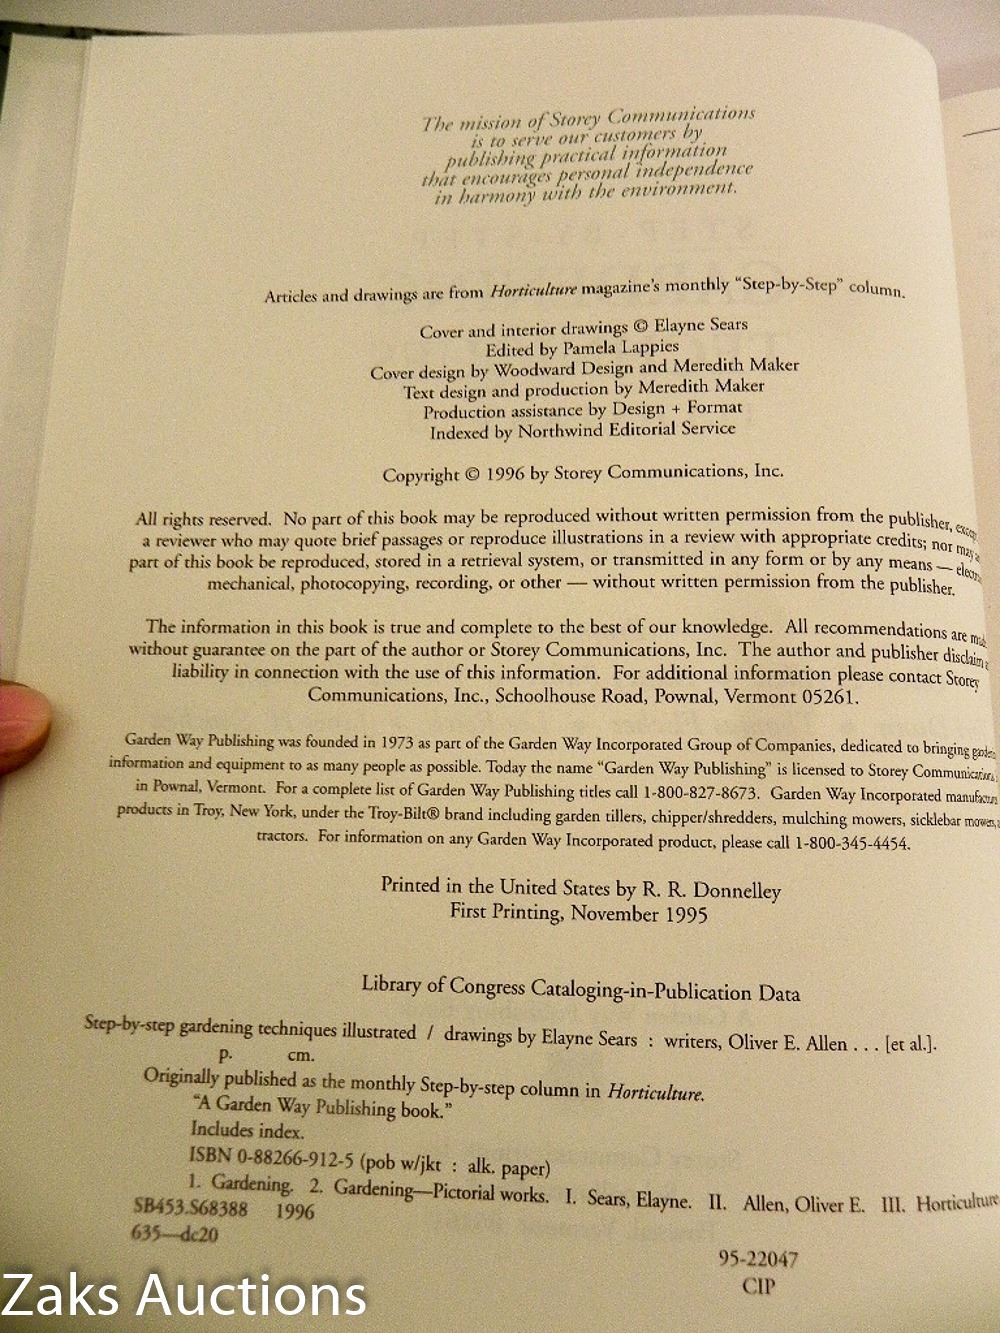 The mission of Storey Communications
is to serve our customers by
publishing practical information
that encourages personal independence
in harmony with the environment.
Articles and drawings are from Horticulture magazine's monthly "Step-by-Step" column.
Cover and interior drawings © Elayne Sears
Edited by Pamela Lappies
Cover design by Woodward Design and Meredith Maker
Text design and production by Meredith Maker
Production assistance by Design + Format
Indexed by Northwind Editorial Service
Copyright © 1996 by Storey Communications, Inc.
All rights reserved. No part of this book may be reproduced without written permission from the publisher,
a reviewer who may quote brief passages or reproduce illustrations in a review with appropriate credits; nor may
part of this book be reproduced, stored in a retrieval system, or transmitted in any form or by any means —
mechanical, photocopying, recording, or other — without written permission from the publisher.
The information in this book is true and complete to the best of our knowledge. All recommendations are
without guarantee on the part of the author or Storey Communications, Inc. The author and publisher disclaim
liability in connection with the use of this information. For additional information please contact Storey
Communications, Inc., Schoolhouse Road, Pownal, Vermont 05261.
Garden Way Publishing was founded in 1973 as part of the Garden Way Incorporated Group of Companies, dedicated to bringing
information and equipment to as many people as possible. Today the name "Garden Way Publishing" is licensed to Storey Communications
in Pownal, Vermont. For a complete list of Garden Way Publishing titles call 1-800-827-8673. Garden Way Incorporated
products in Troy, New York, under the Troy-Bilt® brand including garden tillers, chipper/shredders, mulching mowers, sicklebar mowers,
tractors. For information on any Garden Way Incorporated product, please call 1-800-345-4454.
Printed in the United States by R. R. Donnelley
First Printing, November 1995
Library of Congress Cataloging-in-Publication Data
Step-by-step gardening techniques illustrated / drawings by Elayne Sears : writers, Oliver E. Allen . . . [et al.].
p. cm.
Originally published as the monthly Step-by-step column in Horticulture.
"A Garden Way Publishing book."
Includes index.
ISBN 0-88266-912-5 (pob w/jkt : alk. paper)
1. Gardening. 2. Gardening—Pictorial works. I. Sears, Elayne. II. Allen, Oliver E. III. Horticulture
SB453.S68388 1996
635—dc20
95-22047
CIP
Zaks Auctions